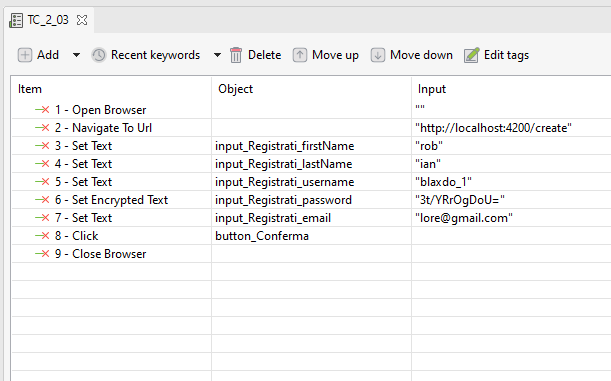 TC_2_03
Add Recent keywords Delete Move up Move down Edit tags
Item Object Input
1 - Open Browser ""
2 - Navigate To Url "http://localhost:4200/create"
3 - Set Text input_Registrati_firstName "rob"
4 - Set Text input_Registrati_lastName "ian"
5 - Set Text input_Registrati_username "blaxdo_1"
6 - Set Encrypted Text input_Registrati_password "3t/YRrOgDoU="
7 - Set Text input_Registrati_email "lore@gmail.com"
8 - Click button_Conferma
9 - Close Browser